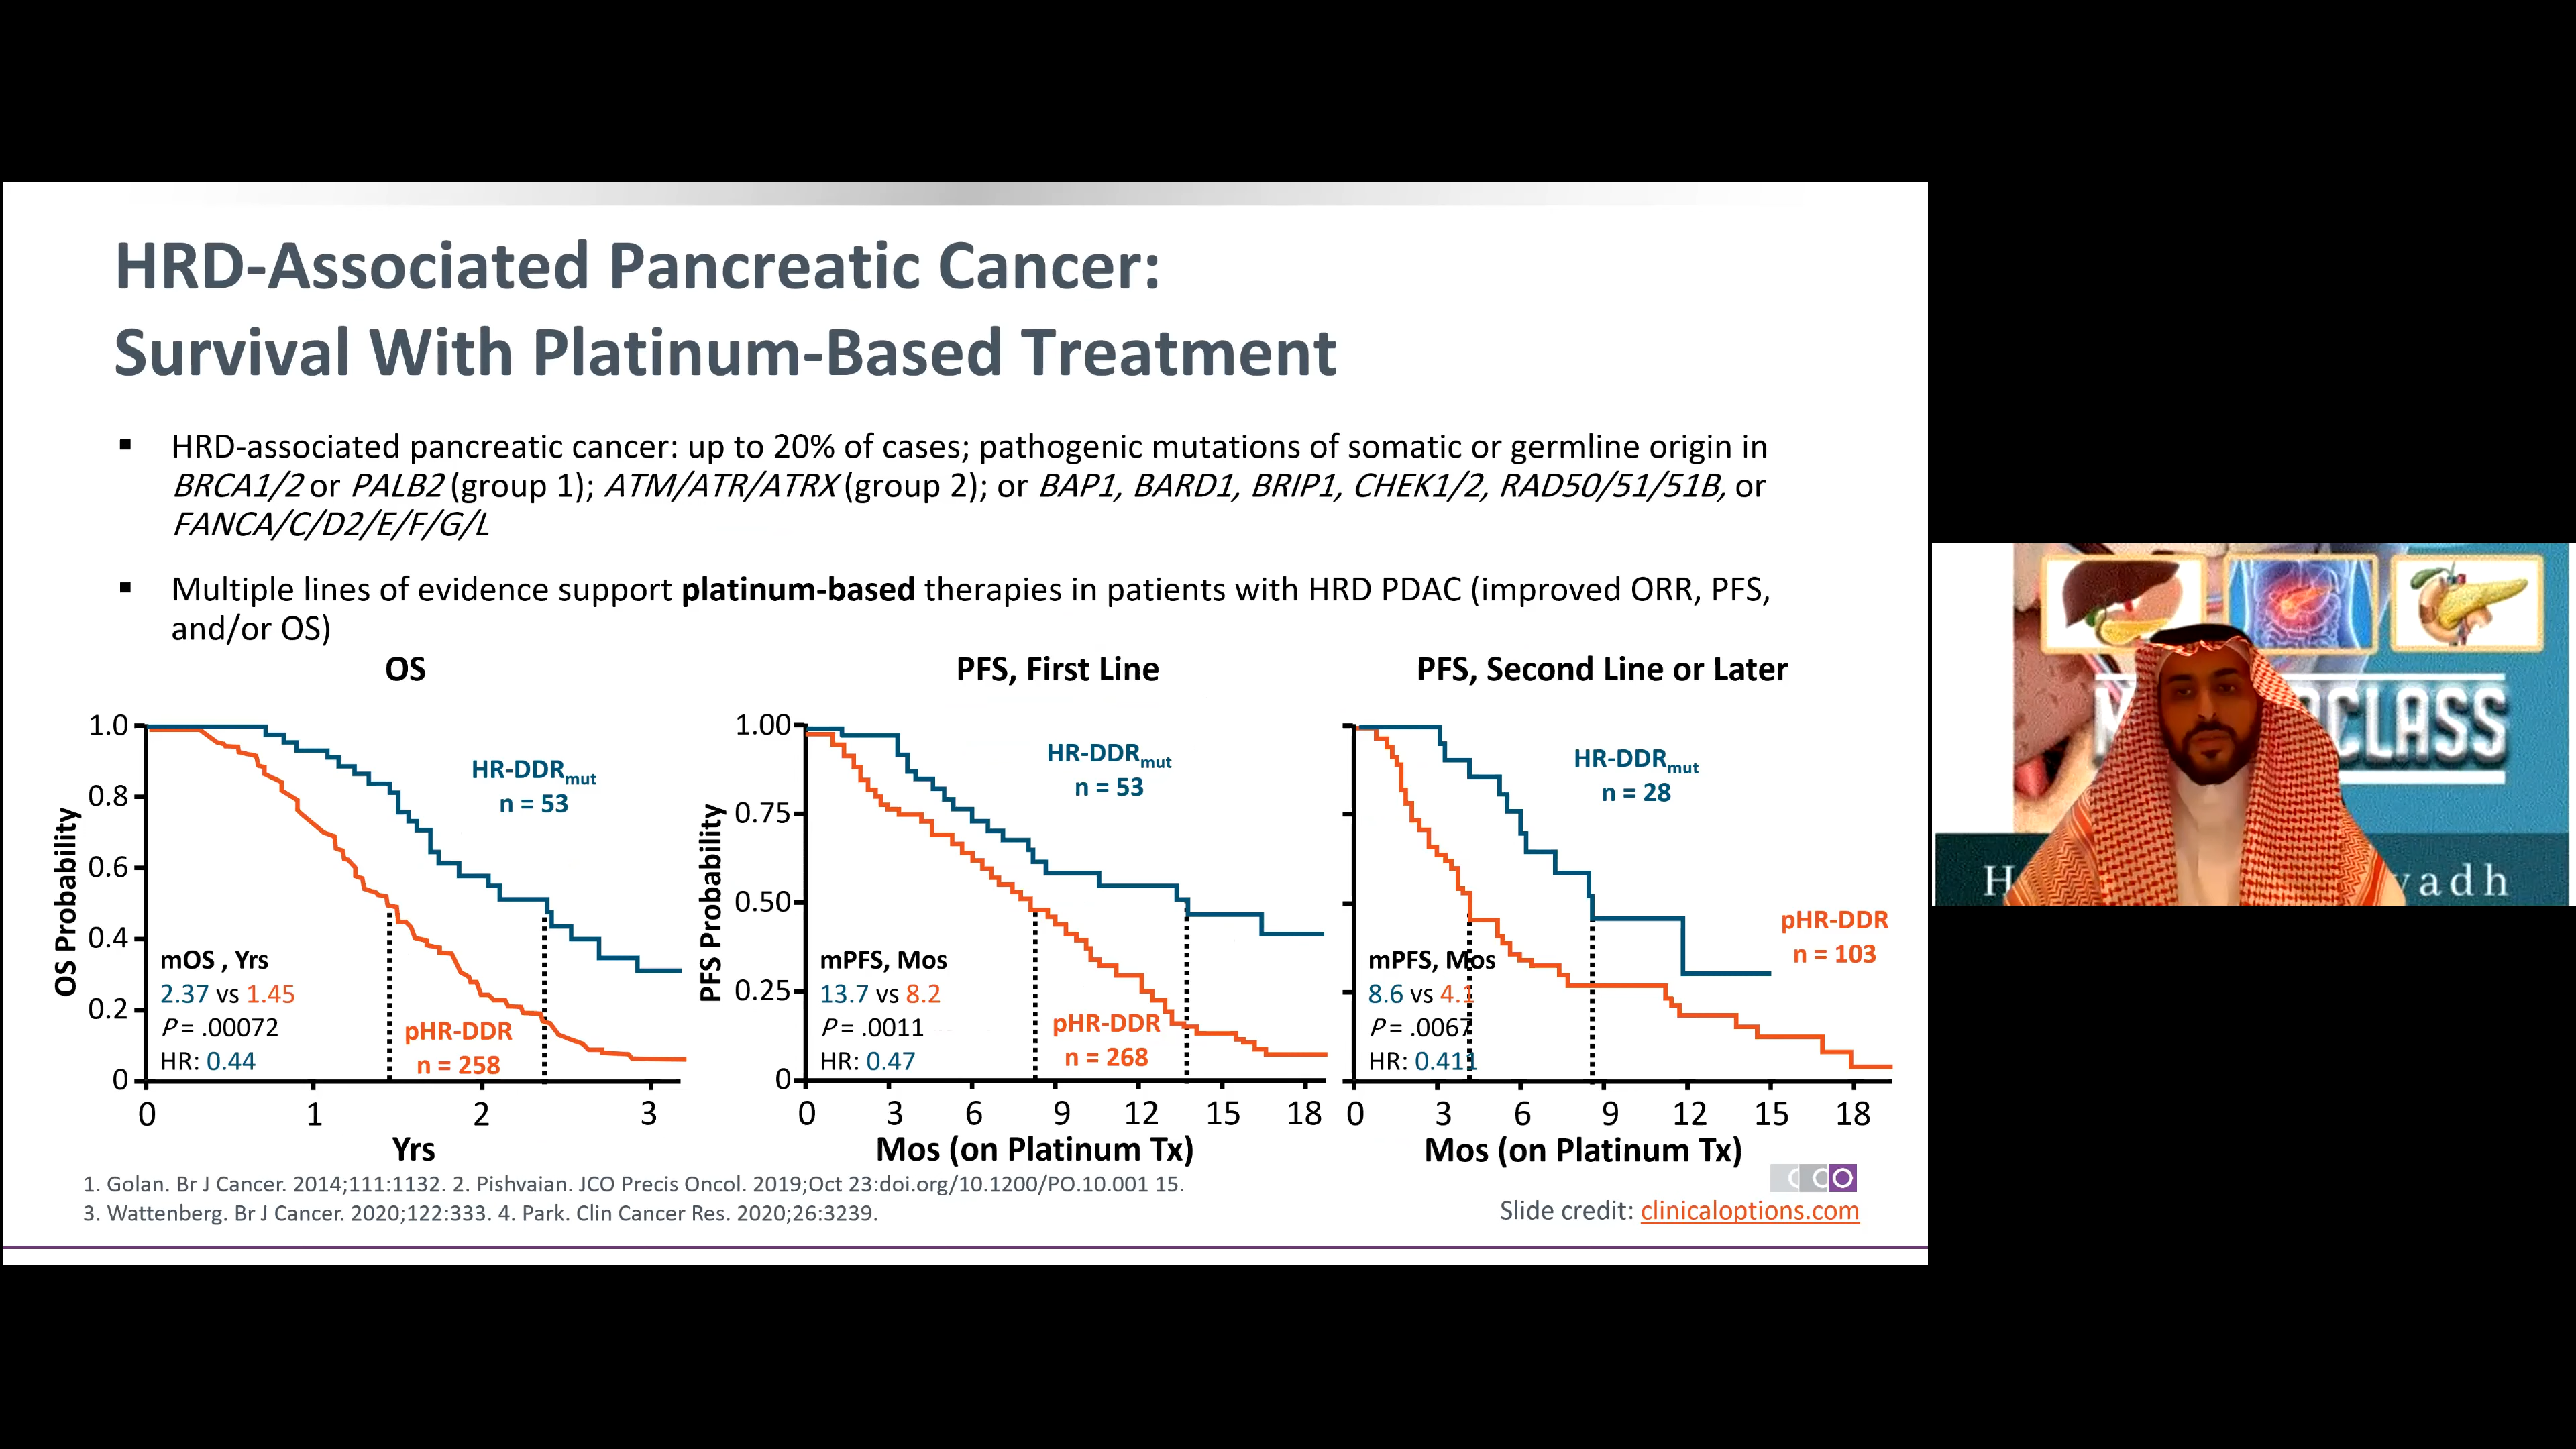 HRD-Associated Pancreatic Cancer:
Survival With Platinum-Based Treatment
▪ HRD-associated pancreatic cancer: up to 20% of cases; pathogenic mutations of somatic or germline origin in
BRCA1/2 or PALB2 (group 1); ATM/ATR/ATRX (group 2); or BAP1, BARD1, BRIP1, CHEK1/2, RAD50/51/51B, or
FANCA/C/D2/E/F/G/L
▪ Multiple lines of evidence support platinum-based therapies in patients with HRD PDAC (improved ORR, PFS,
and/or OS)
OS
OS Probability
1.0
0.8
0.6
0.4
0.2
0
HR-DDRmut
n = 53
mOS , Yrs
2.37 vs 1.45
P = .00072
HR: 0.44
pHR-DDR
n = 258
0 1 2 3
Yrs
PFS, First Line
PFS Probability
1.00
0.75
0.50
0.25
0
HR-DDRmut
n = 53
mPFS, Mos
13.7 vs 8.2
P = .0011
HR: 0.47
pHR-DDR
n = 268
0 3 6 9 12 15 18
Mos (on Platinum Tx)
PFS, Second Line or Later
HR-DDRmut
n = 28
pHR-DDR
n = 103
mPFS, Mos
8.6 vs 4.1
P = .0067
HR: 0.411
0 3 6 9 12 15 18
Mos (on Platinum Tx)
1. Golan. Br J Cancer. 2014;111:1132. 2. Pishvaian. JCO Precis Oncol. 2019;Oct 23:doi.org/10.1200/PO.10.001 15.
3. Wattenberg. Br J Cancer. 2020;122:333. 4. Park. Clin Cancer Res. 2020;26:3239.
CCO
Slide credit: clinicaloptions.com
CLASS
H
yadh